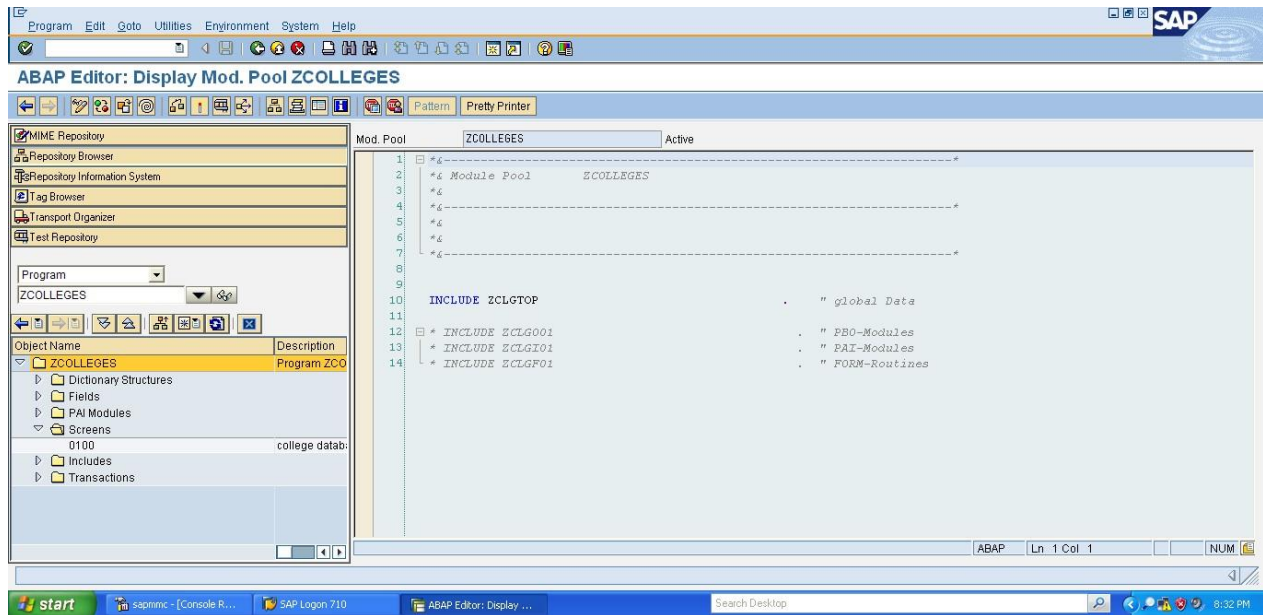 Program Edit Goto Utilities Environment System Help
SAP
ABAP Editor: Display Mod. Pool ZCOLLEGES
Pattern Pretty Printer
MIME Repository
Repository Browser
Repository Information System
Tag Browser
Transport Organizer
Test Repository
Program
ZCOLLEGES
Object Name Description
ZCOLLEGES Program ZCO
Dictionary Structures
Fields
PAI Modules
Screens
0100 college datab
Includes
Transactions
Mod. Pool ZCOLLEGES Active
1 *&---------------------------------------------------------------------*
2 *& Module Pool ZCOLLEGES
3 *&
4 *&---------------------------------------------------------------------*
5 *&
6 *&
7 *&---------------------------------------------------------------------*
8
9
10 INCLUDE ZCLGTOP . " global Data
11
12 * INCLUDE ZCLGO01 . " PBO-Modules
13 * INCLUDE ZCLGI01 . " PAI-Modules
14 * INCLUDE ZCLGF01 . " FORM-Routines
ABAP Ln 1 Col 1 NUM
start sapmmc - [Console R... SAP Logon 710 ABAP Editor: Display ... Search Desktop 8:32 PM